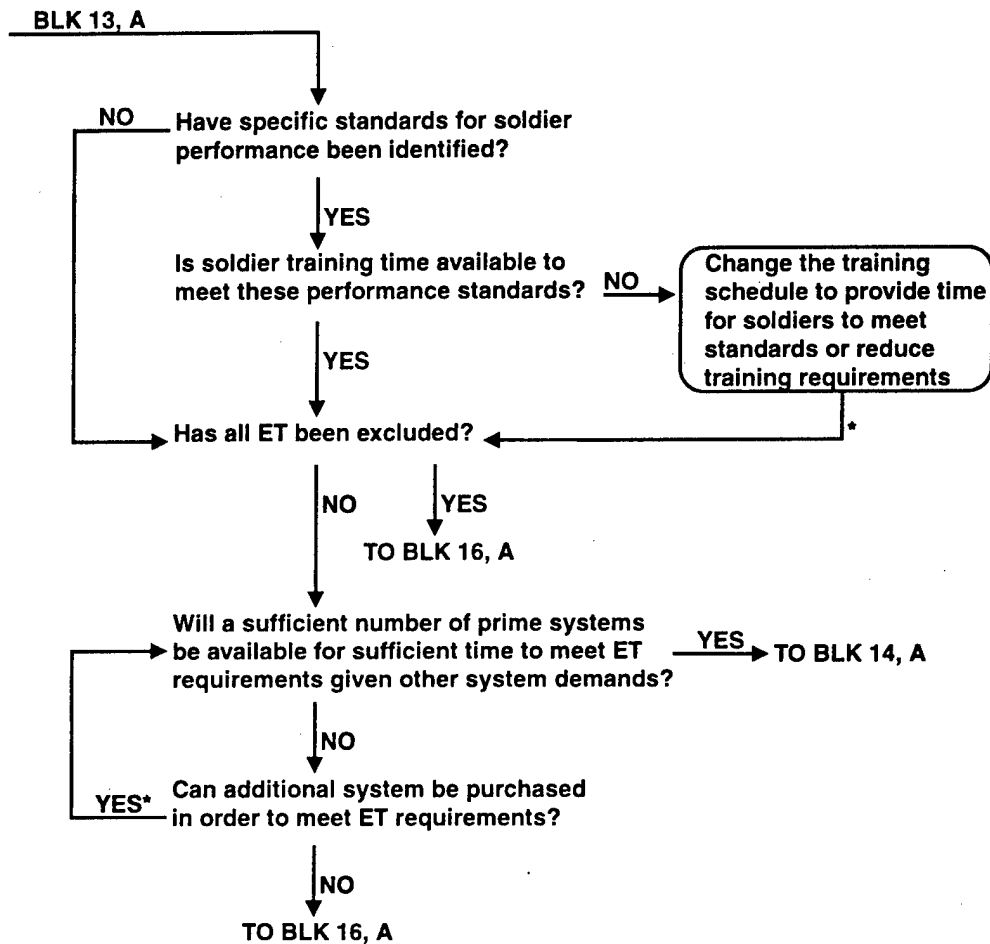 BLK 13, A
NO
Have specific standards for soldier
performance been identified?
YES
Is soldier training time available to
meet these performance standards?
NO
Change the training
schedule to provide time
for soldiers to meet
standards or reduce
training requirements
YES
*
Has all ET been excluded?
NO
YES
TO BLK 16, A
Will a sufficient number of prime systems
be available for sufficient time to meet ET
requirements given other system demands?
YES
TO BLK 14, A
NO
Can additional system be purchased
in order to meet ET requirements?
YES*
NO
TO BLK 16, A